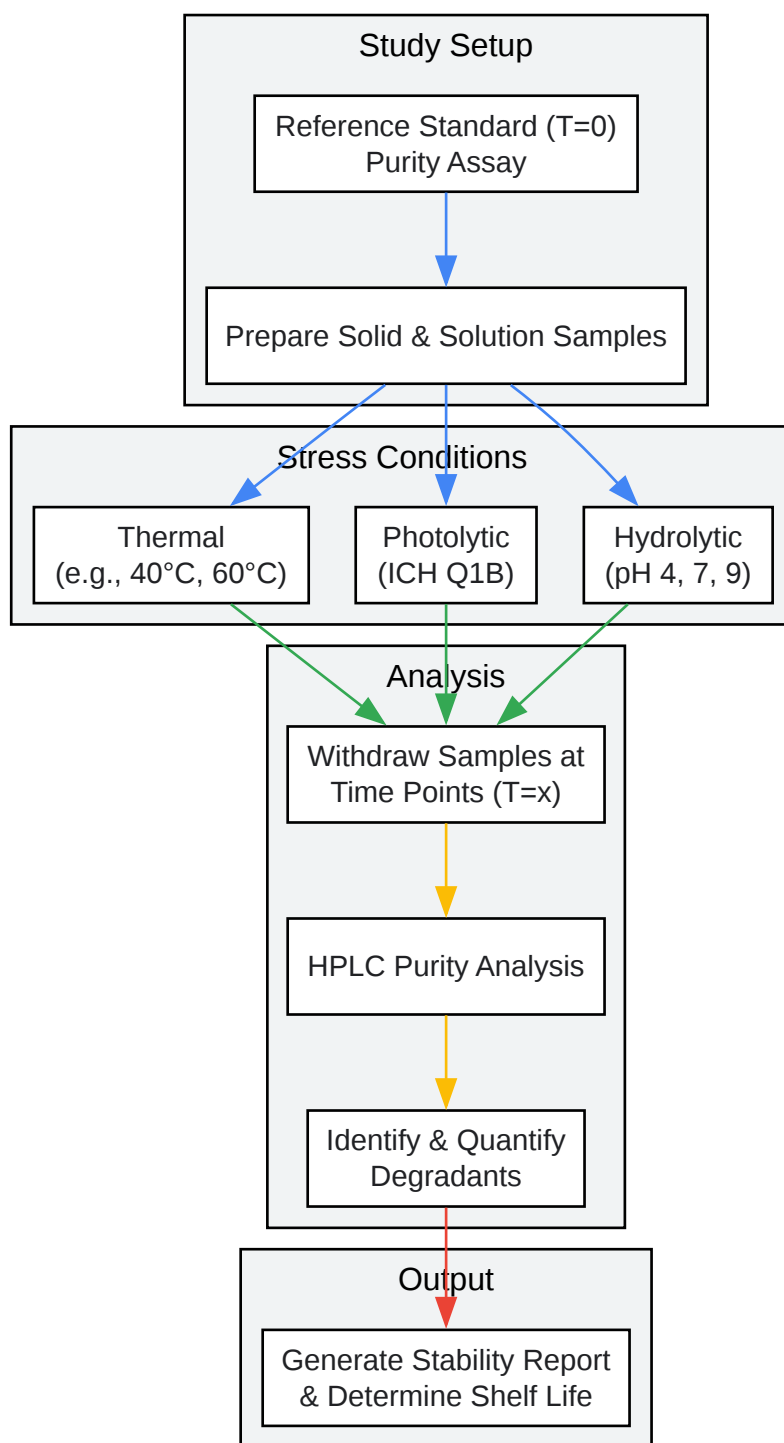 Study Setup
Reference Standard (T=0)
Purity Assay
Prepare Solid & Solution Samples
Stress Conditions
Thermal
(e.g., 40°C, 60°C)
Photolytic
(ICH Q1B)
Hydrolytic
(pH 4, 7, 9)
Analysis
Withdraw Samples at
Time Points (T=x)
HPLC Purity Analysis
Identify & Quantify
Degradants
Output
Generate Stability Report
& Determine Shelf Life